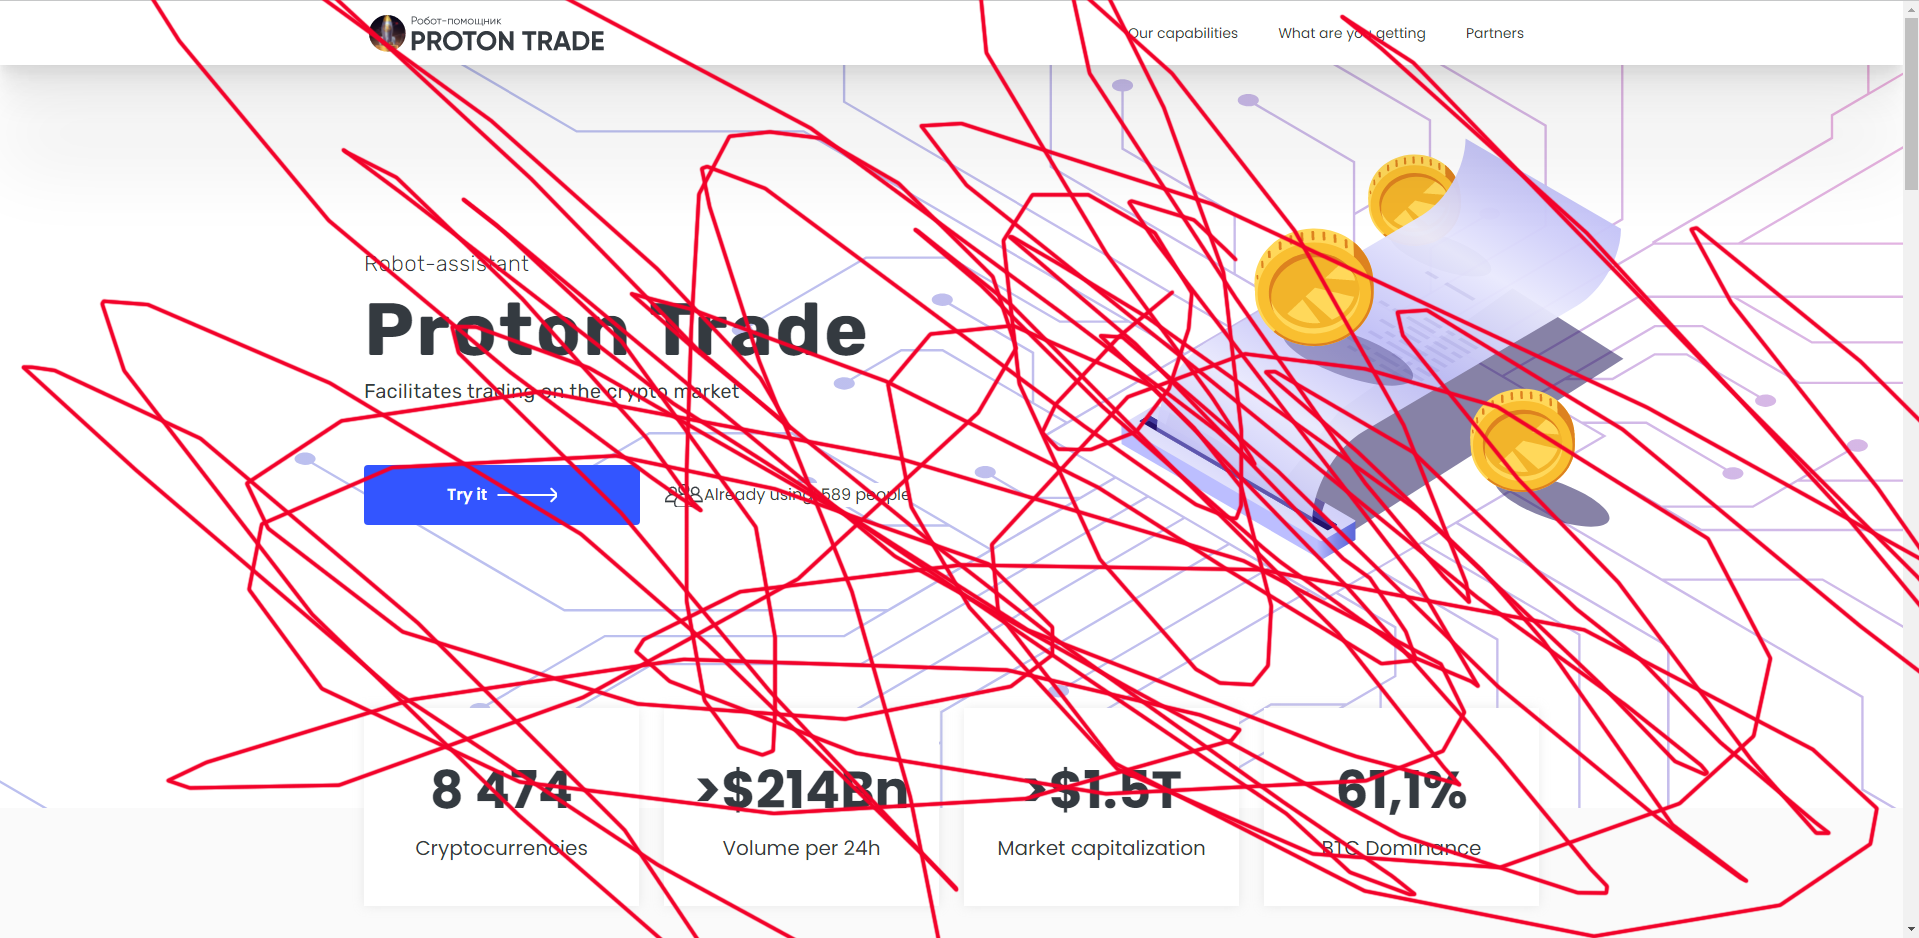 Робот-помощник
PROTON TRADE
Our capabilities
What are you getting
Partners
Robot-assistant
Proton Trade
Facilitates trading on the crypto market
Try it
Already using 589 people
8 474
Cryptocurrencies
>$214Bn
Volume per 24h
>$1.5T
Market capitalization
61,1%
BTC Dominance